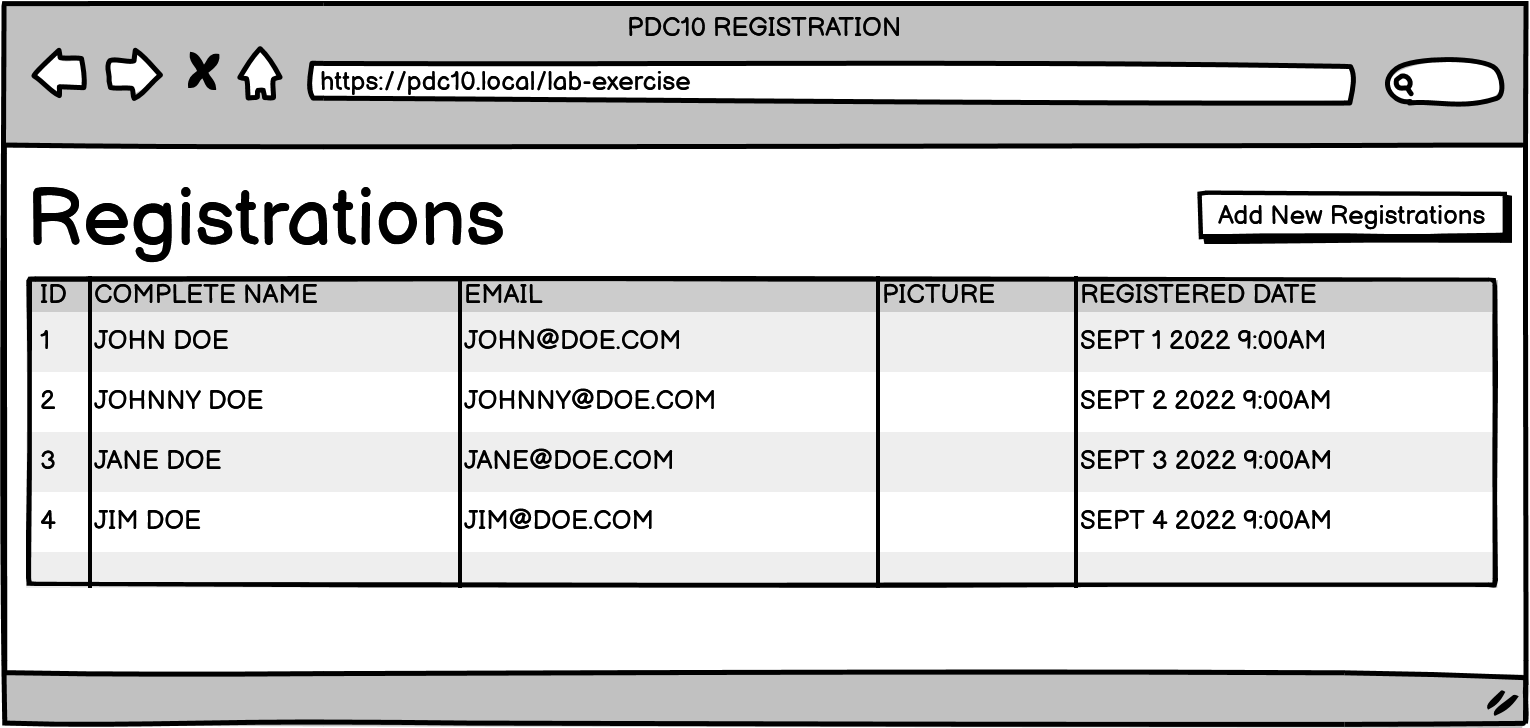 PDC10 REGISTRATION
https://pdc10.local/lab-exercise
Registrations
Add New Registrations
ID COMPLETE NAME EMAIL PICTURE REGISTERED DATE
1 JOHN DOE JOHN@DOE.COM SEPT 1 2022 9:00AM
2 JOHNNY DOE JOHNNY@DOE.COM SEPT 2 2022 9:00AM
3 JANE DOE JANE@DOE.COM SEPT 3 2022 9:00AM
4 JIM DOE JIM@DOE.COM SEPT 4 2022 9:00AM